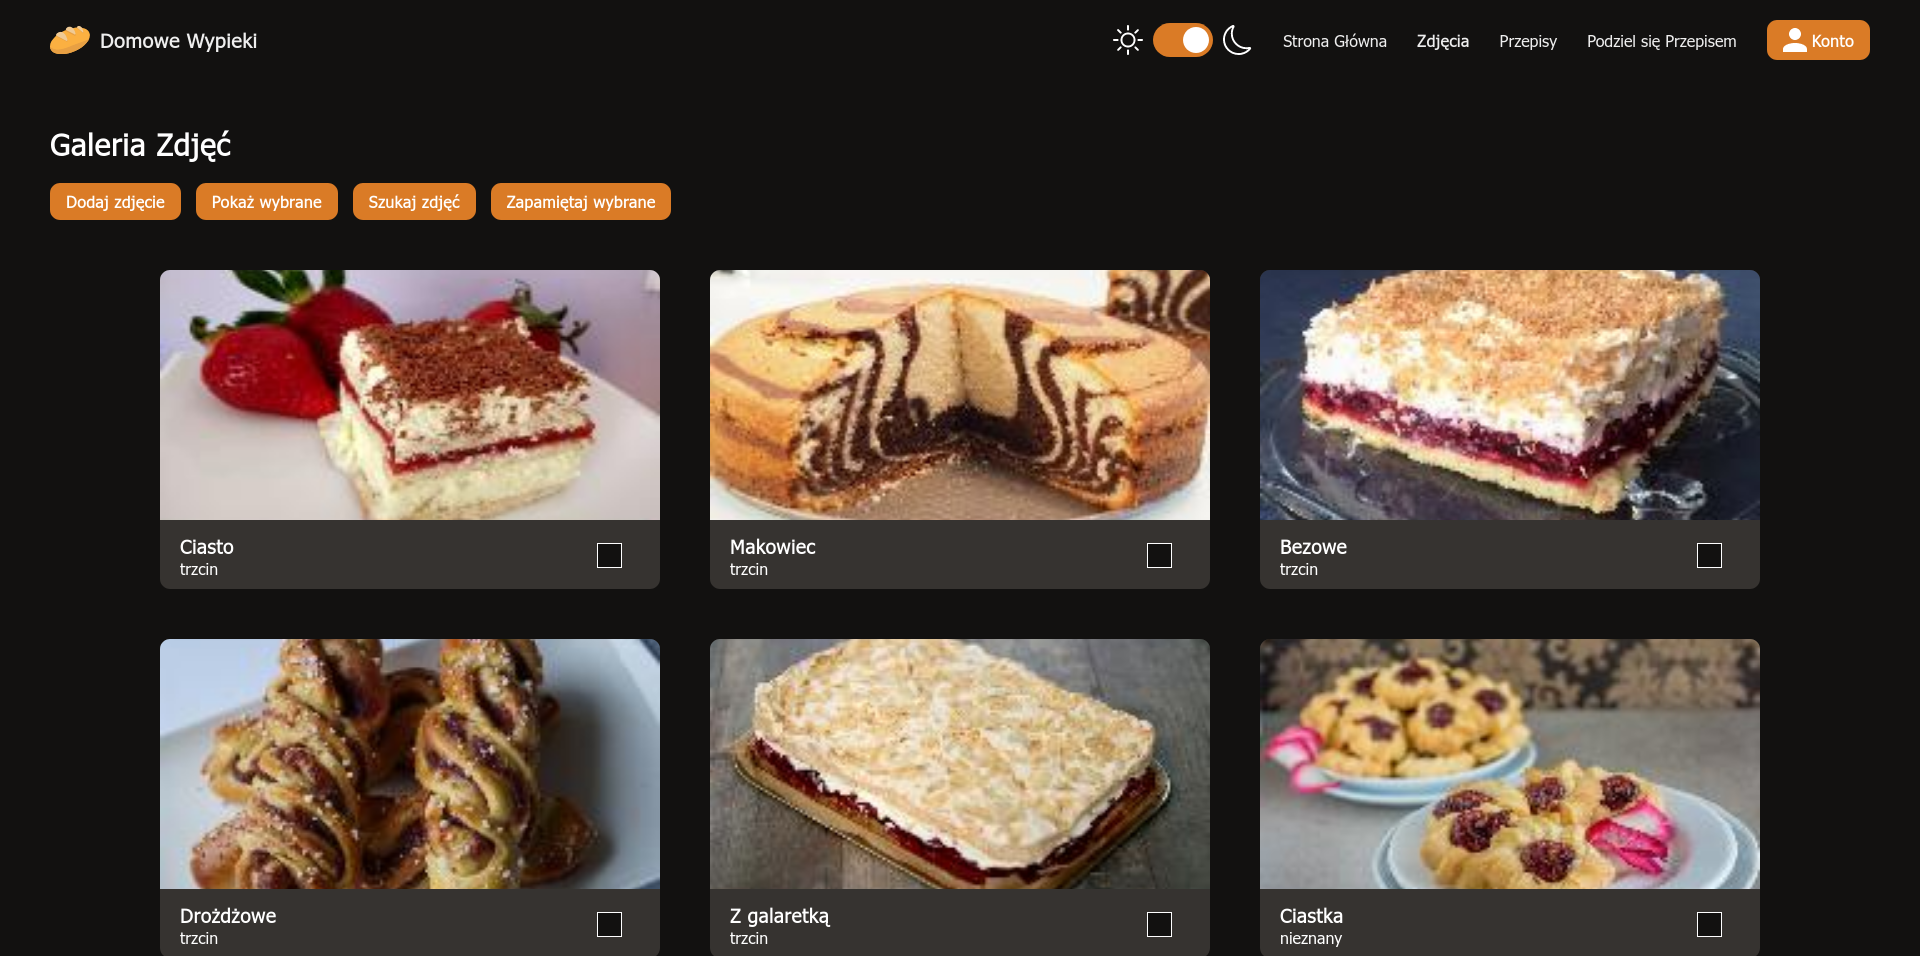 Domowe Wypieki
Strona Główna
Zdjęcia
Przepisy
Podziel się Przepisem
Konto
Galeria Zdjęć
Dodaj zdjęcie
Pokaż wybrane
Szukaj zdjęć
Zapamiętaj wybrane
Ciasto
trzcin
Makowiec
trzcin
Bezowe
trzcin
Drożdżowe
trzcin
Z galaretką
trzcin
Ciastka
nieznany